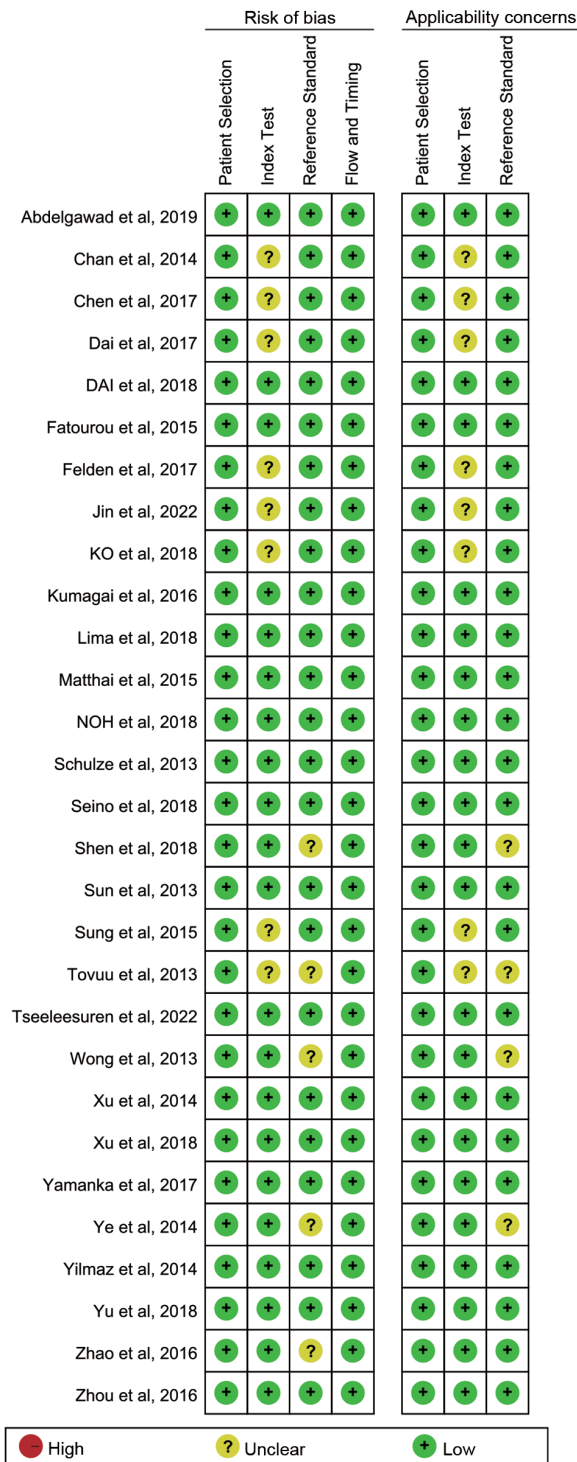 Risk of bias Applicability concerns
Patient Selection Index Test Reference Standard Flow and Timing Patient Selection Index Test Reference Standard
Abdelgawad et al, 2019 + + + + + + +
Chan et al, 2014 + ? + + + ? +
Chen et al, 2017 + ? + + + ? +
Dai et al, 2017 + ? + + + ? +
DAI et al, 2018 + + + + + + +
Fatourou et al, 2015 + + + + + + +
Felden et al, 2017 + ? + + + ? +
Jin et al, 2022 + ? + + + ? +
KO et al, 2018 + ? + + + ? +
Kumagai et al, 2016 + + + + + + +
Lima et al, 2018 + + + + + + +
Matthai et al, 2015 + + + + + + +
NOH et al, 2018 + + + + + + +
Schulze et al, 2013 + + + + + + +
Seino et al, 2018 + + + + + + +
Shen et al, 2018 + + ? + + + ?
Sun et al, 2013 + + + + + + +
Sung et al, 2015 + ? + + + ? +
Tovuu et al, 2013 + ? ? + + ? ?
Tseeleesuren et al, 2022 + + + + + + +
Wong et al, 2013 + + ? + + + ?
Xu et al, 2014 + + + + + + +
Xu et al, 2018 + + + + + + +
Yamanka et al, 2017 + + + + + + +
Ye et al, 2014 + + ? + + + ?
Yilmaz et al, 2014 + + + + + + +
Yu et al, 2018 + + + + + + +
Zhao et al, 2016 + + ? + + + +
Zhou et al, 2016 + + + + + + +
- High ? Unclear + Low